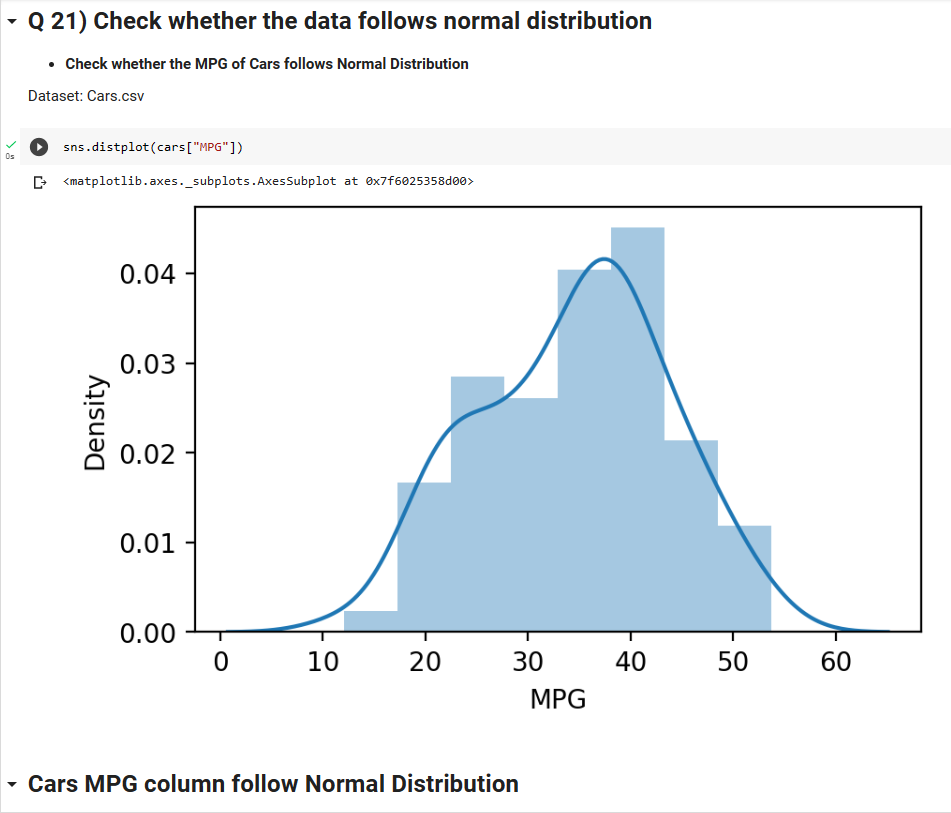 Q 21) Check whether the data follows normal distribution
• Check whether the MPG of Cars follows Normal Distribution
Dataset: Cars.csv
0s
sns.distplot(cars["MPG"])
<matplotlib.axes._subplots.AxesSubplot at 0x7f6025358d00>
0.04
0.03
0.02
0.01
0.00
Density
0 10 20 30 40 50 60
MPG
Cars MPG column follow Normal Distribution